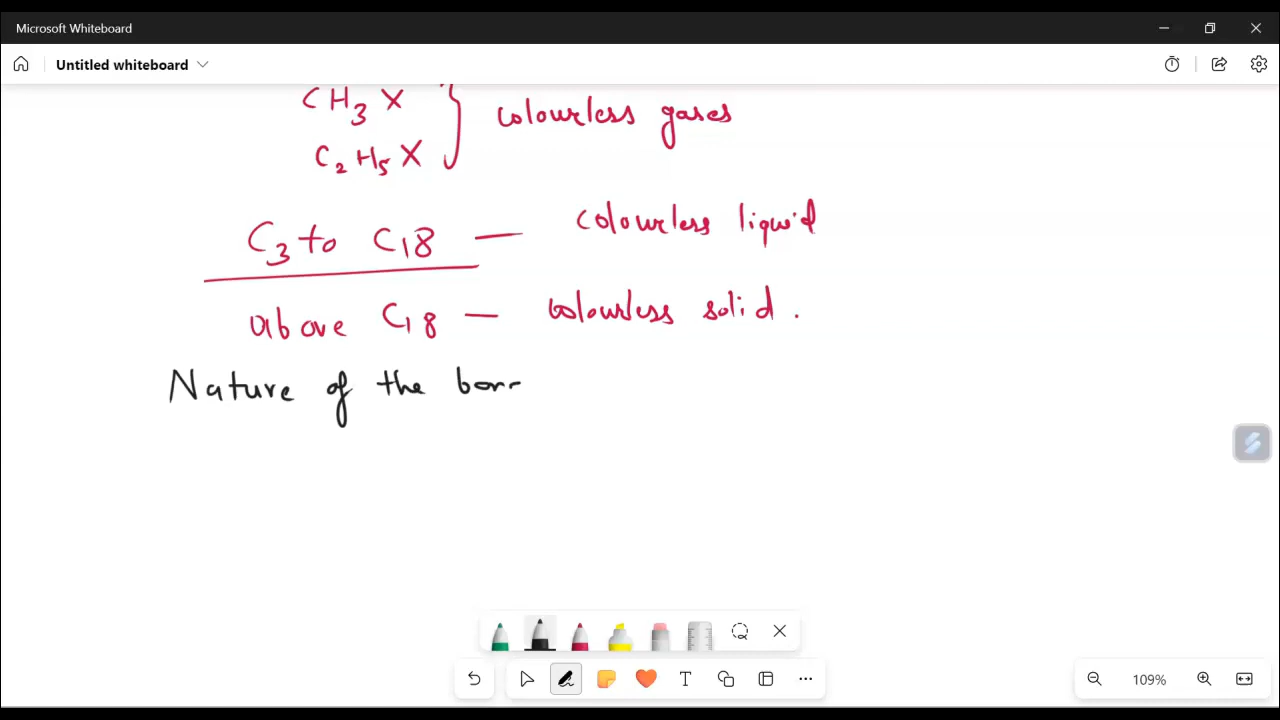 Microsoft Whiteboard
Untitled whiteboard
CH3X
C2H5X } colourless gases
C3 to C18 — colourless liquid
above C18 — colourless solid.
Nature of the bon
109%